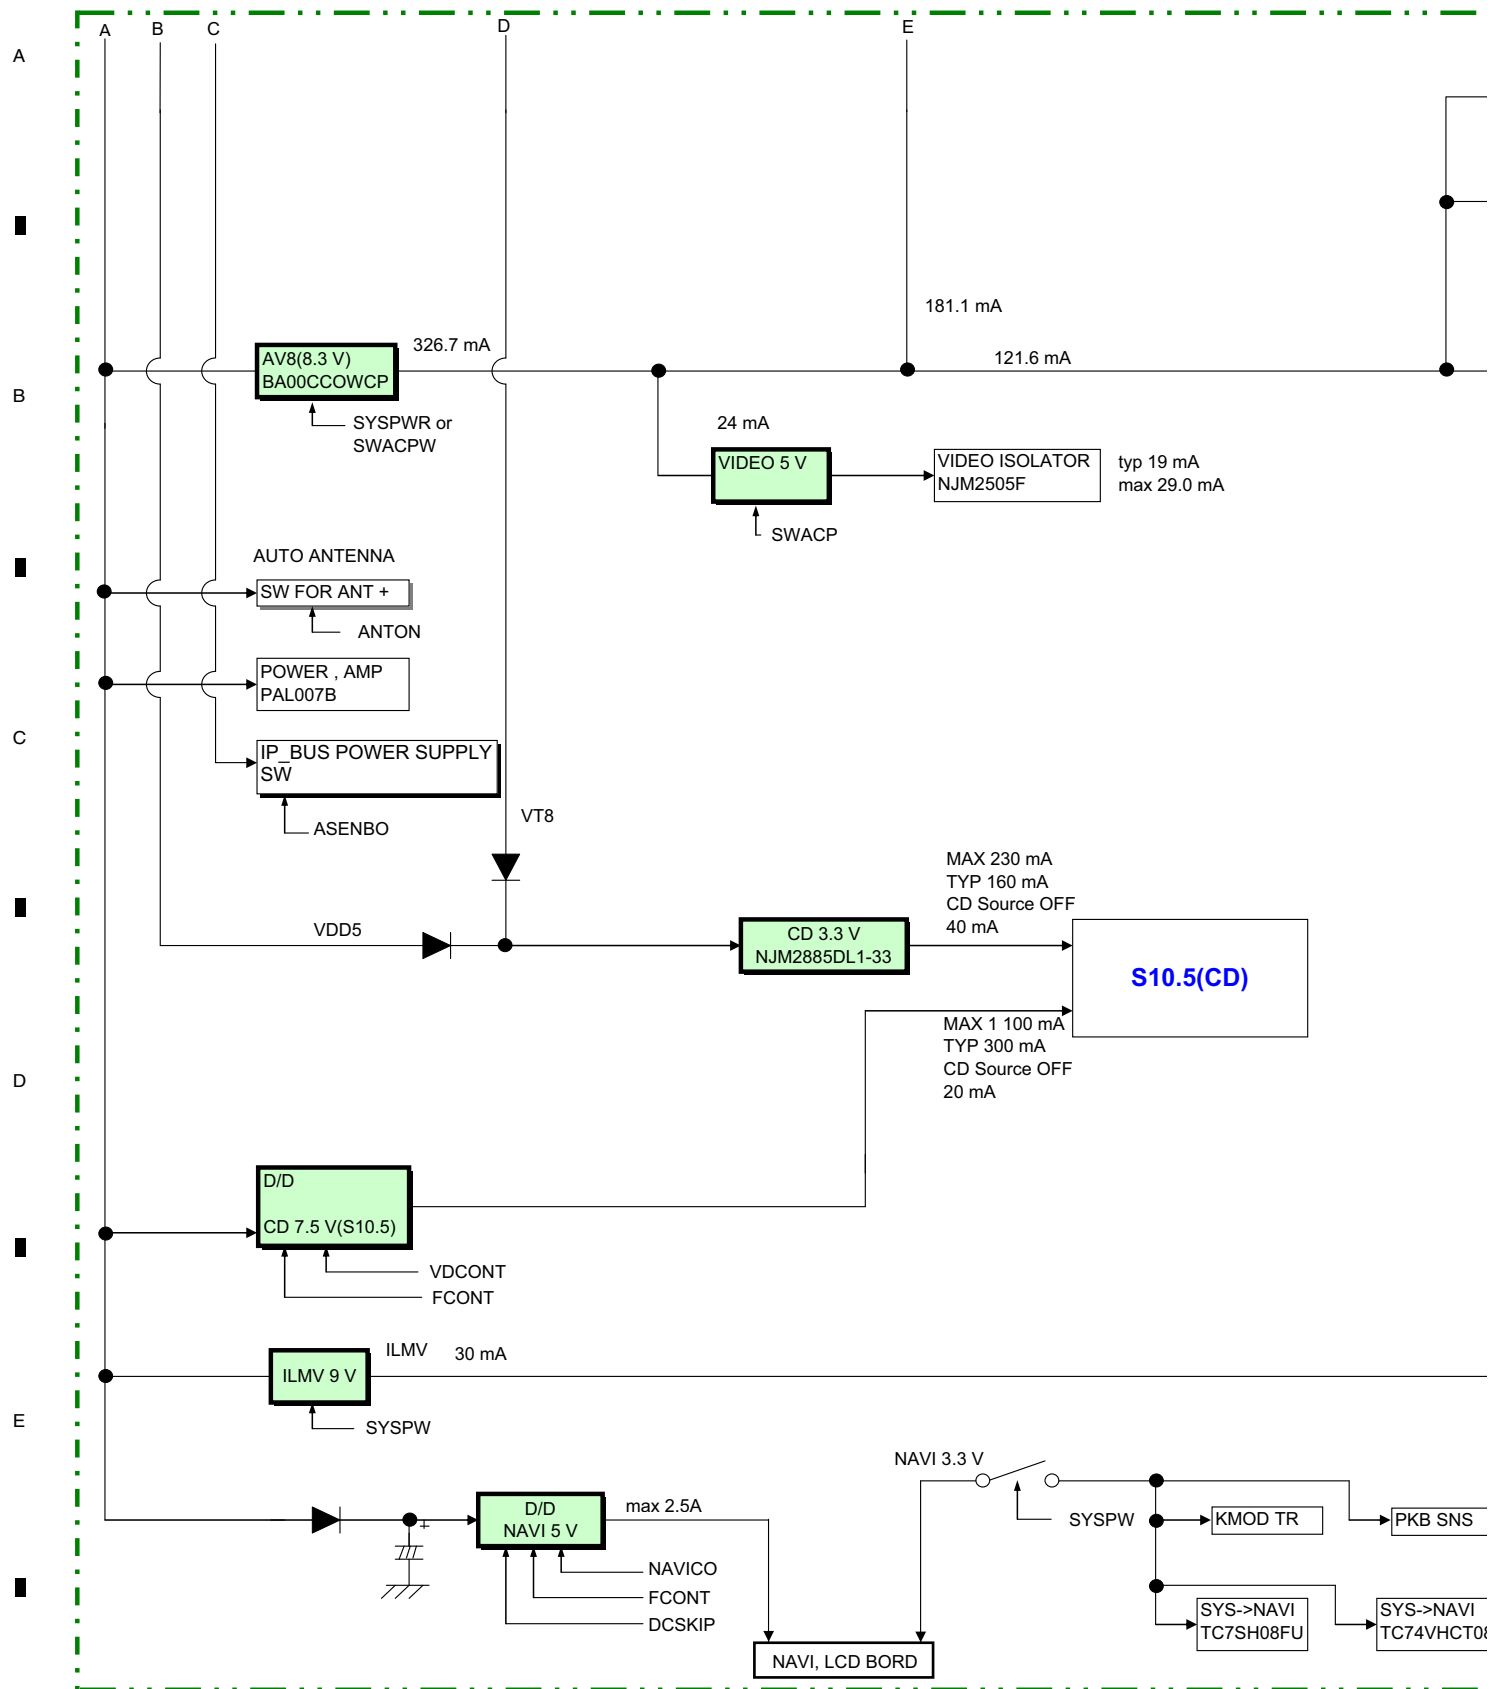 A
B
C
D
E
A
181.1 mA
326.7 mA
AV8(8.3 V)
BA00CCOWCP
121.6 mA
B
SYSPWR or
SWACPW
24 mA
VIDEO 5 V
VIDEO ISOLATOR
NJM2505F
typ 19 mA
max 29.0 mA
SWACP
AUTO ANTENNA
SW FOR ANT +
ANTON
POWER , AMP
PAL007B
C
IP_BUS POWER SUPPLY
SW
ASENBO
VT8
MAX 230 mA
TYP 160 mA
CD Source OFF
40 mA
VDD5
CD 3.3 V
NJM2885DL1-33
S10.5(CD)
MAX 1 100 mA
TYP 300 mA
CD Source OFF
20 mA
D
D/D
CD 7.5 V(S10.5)
VDCONT
FCONT
ILMV
30 mA
ILMV 9 V
E
SYSPW
NAVI 3.3 V
D/D
NAVI 5 V
max 2.5A
SYSPW
KMOD TR
PKB SNS
+
NAVICO
FCONT
DCSKIP
SYS->NAVI
TC7SH08FU
SYS->NAVI
TC74VHCT08
NAVI, LCD BORD